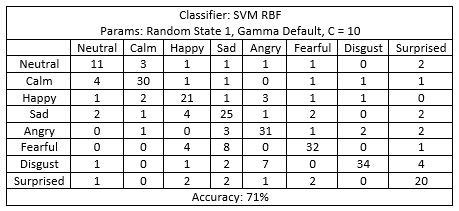 Classifier: SVM RBF
Params: Random State 1, Gamma Default, C = 10
Neutral Calm Happy Sad Angry Fearful Disgust Surprised
Neutral 11 3 1 1 1 1 0 2
Calm 4 30 1 1 0 1 1 1
Happy 1 2 21 1 3 1 1 0
Sad 2 1 4 25 1 2 0 2
Angry 0 1 0 3 31 1 2 2
Fearful 0 0 4 8 0 32 0 1
Disgust 1 0 1 2 7 0 34 4
Surprised 1 0 2 2 1 2 0 20
Accuracy: 71%